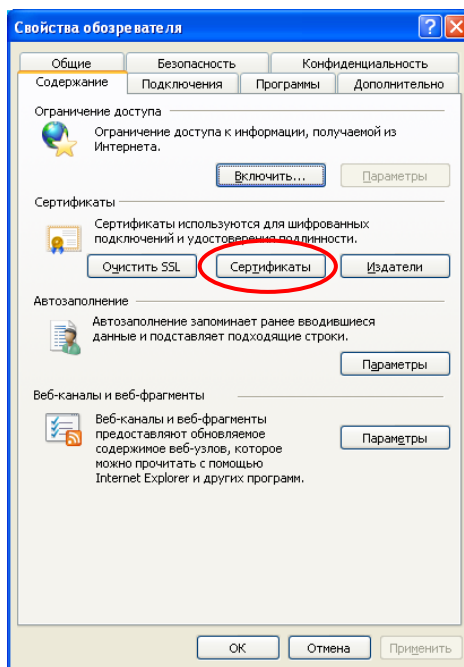 Свойства обозревателя
Общие Безопасность Конфиденциальность
Содержание Подключения Программы Дополнительно
Ограничение доступа
Ограничение доступа к информации, получаемой из
Интернета.
Включить... Параметры
Сертификаты
Сертификаты используются для шифрованных
подключений и удостоверения подлинности.
Очистить SSL Сертификаты Издатели
Автозаполнение
Автозаполнение запоминает ранее вводившиеся
данные и подставляет подходящие строки.
Параметры
Веб-каналы и веб-фрагменты
Веб-каналы и веб-фрагменты
предоставляют обновляемое
содержимое веб-узлов, которое
можно прочитать с помощью
Internet Explorer и других программ.
Параметры
ОК Отмена Применить